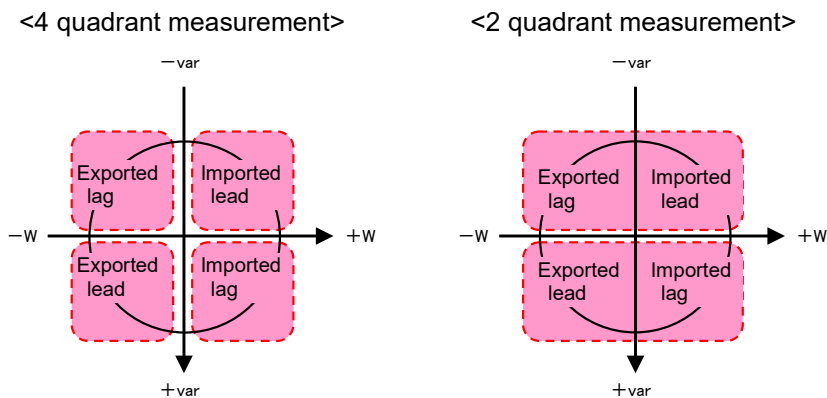 <4 quadrant measurement>
−var
Exported
lag
Imported
lead
−W
+W
Exported
lead
Imported
lag
+var
<2 quadrant measurement>
−var
Exported
lag
Imported
lead
−W
+W
Exported
lead
Imported
lag
+var